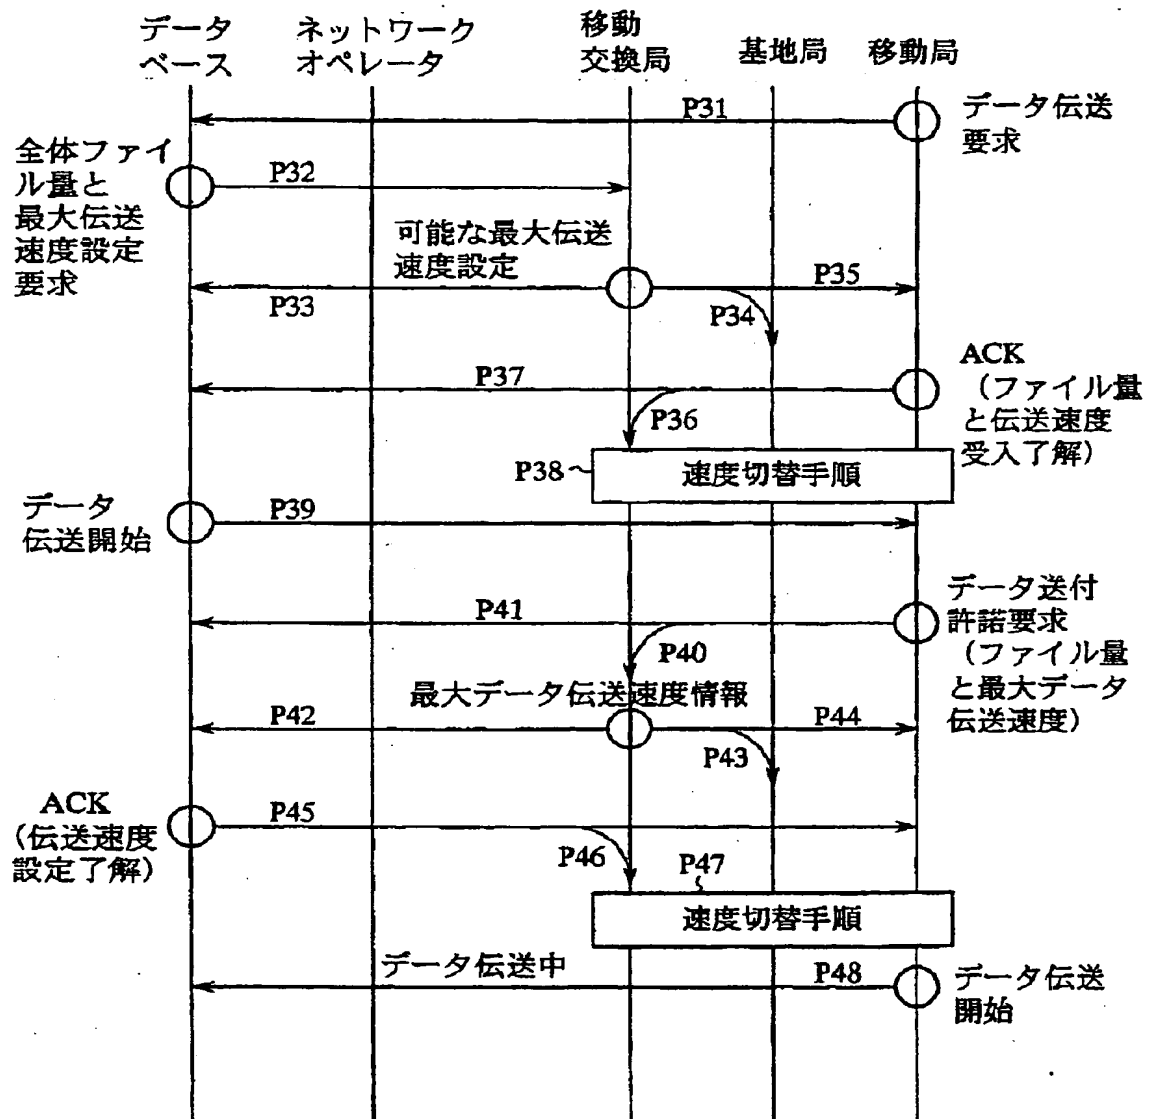 データ
ベース
ネットワーク
オペレータ
移動
交換局
基地局
移動局
P31
データ伝送
要求
全体ファイ
ル量と
最大伝送
速度設定
要求
P32
可能な最大伝送
速度設定
P33
P35
P34
P37
ACK
(ファイル量
と伝送速度
受入了解)
P36
P38
速度切替手順
データ
伝送開始
P39
データ送付
許諾要求
(ファイル量
と最大データ
伝送速度)
P41
P40
最大データ伝送速度情報
P42
P44
P43
ACK
(伝送速度
設定了解)
P45
P46
P47
速度切替手順
データ伝送中
P48
データ伝送
開始